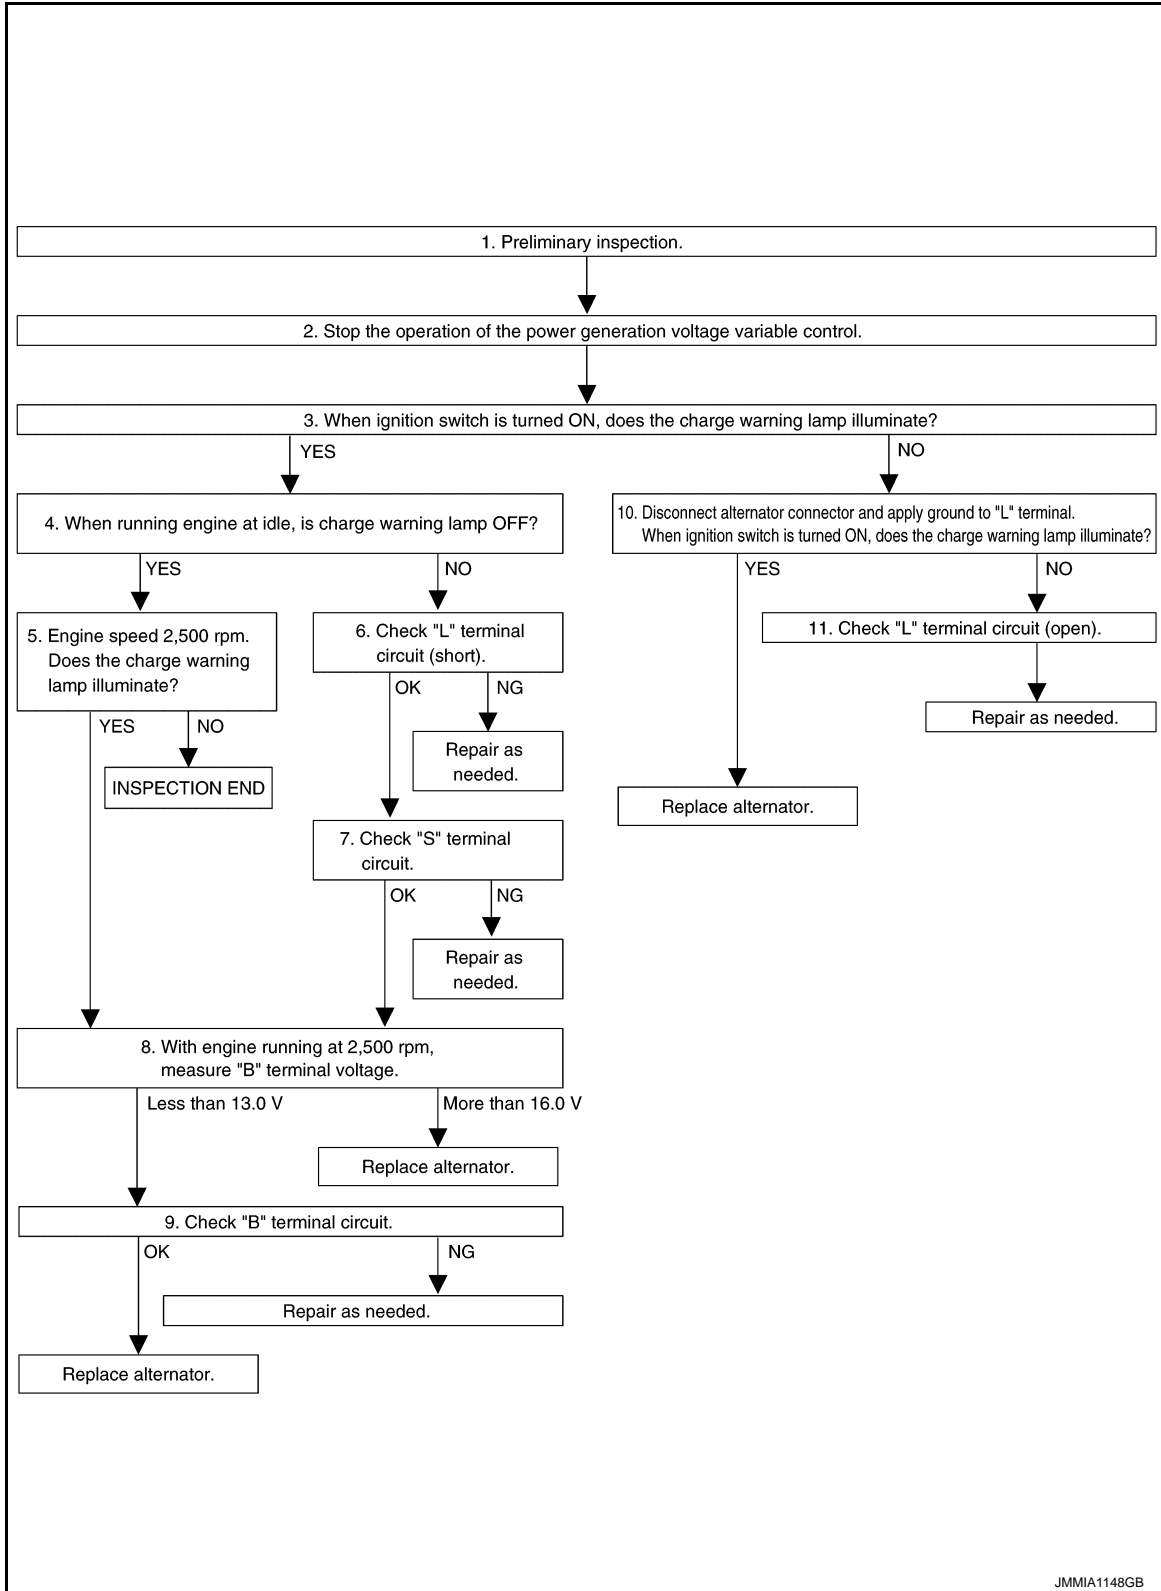 1. Preliminary inspection.
2. Stop the operation of the power generation voltage variable control.
3. When ignition switch is turned ON, does the charge warning lamp illuminate?
YES
NO
4. When running engine at idle, is charge warning lamp OFF?
10. Disconnect alternator connector and apply ground to "L" terminal.
When ignition switch is turned ON, does the charge warning lamp illuminate?
YES
NO
YES
NO
5. Engine speed 2,500 rpm.
Does the charge warning
lamp illuminate?
6. Check "L" terminal
circuit (short).
11. Check "L" terminal circuit (open).
OK
NG
YES
NO
Repair as needed.
Repair as
needed.
INSPECTION END
Replace alternator.
7. Check "S" terminal
circuit.
OK
NG
Repair as
needed.
8. With engine running at 2,500 rpm,
measure "B" terminal voltage.
Less than 13.0 V
More than 16.0 V
Replace alternator.
9. Check "B" terminal circuit.
OK
NG
Repair as needed.
Replace alternator.
JMMIA1148GB